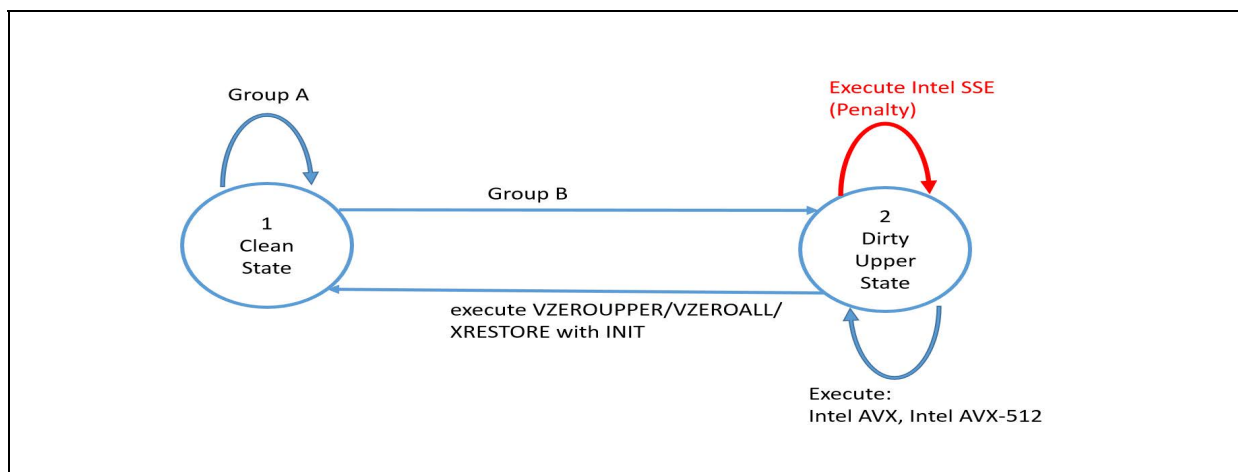 Group A
Execute Intel SSE
(Penalty)
Group B
1
Clean
State
2
Dirty
Upper
State
execute VZEROUPPER/VZEROALL/
XRESTORE with INIT
Execute:
Intel AVX, Intel AVX-512